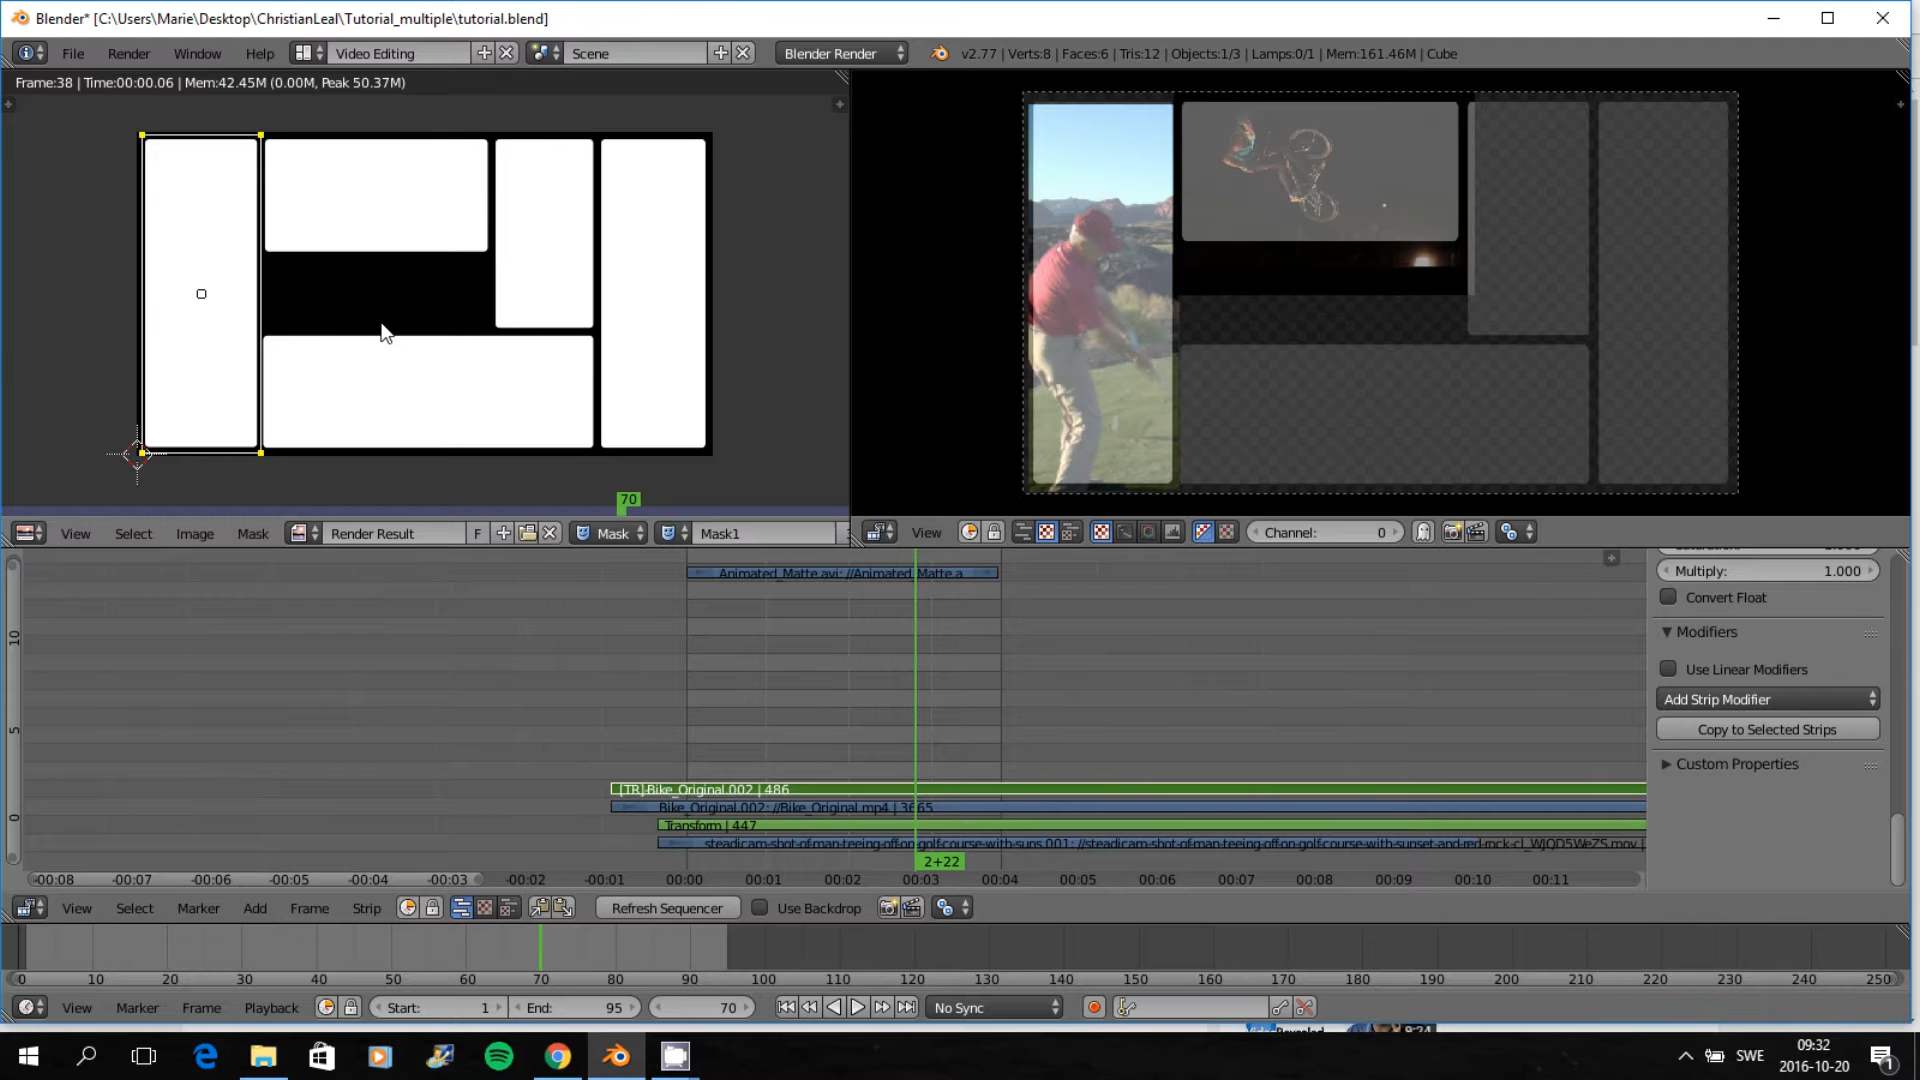 Blender* [C:\Users\Marie\Desktop\ChristianLeal\Tutorial_multiple\tutorial.blend]
File Render Window Help Video Editing Scene Blender Render v2.77 | Verts:8 | Faces:6 | Tris:12 | Objects:1/3 | Lamps:0/1 | Mem:161.46M | Cube
Frame:38 | Time:00:00.06 | Mem:42.45M (0.00M, Peak 50.37M)
70
View Select Image Mask Render Result F Mask Mask1
View Channel: 0
Animated_Matte.avi: //Animated_Matte.a
Multiply: 1.000
Convert Float
Modifiers
Use Linear Modifiers
Add Strip Modifier
Copy to Selected Strips
Custom Properties
10
5
0
[TR]-Bike_Original.002 | 486
Bike_Original.002: //Bike_Original.mp4 | 3665
Transform | 447
steadicam-shot-of-man-teeing-off-on-golf-course-with-suns.001: //steadicam-shot-of-man-teeing-off-on-golf-course-with-sunset-and-red-rock-cl_WJQD5WeZS.mov |
2+22
-00:08 -00:07 -00:06 -00:05 -00:04 -00:03 -00:02 -00:01 00:00 00:01 00:02 00:03 00:04 00:05 00:06 00:07 00:08 00:09 00:10 00:11
View Select Marker Add Frame Strip Refresh Sequencer Use Backdrop
0 10 20 30 40 50 60 70 80 90 100 110 120 130 140 150 160 170 180 190 200 210 220 230 240 250
View Marker Frame Playback Start: 1 End: 95 70 No Sync
SWE
09:32
2016-10-20
1